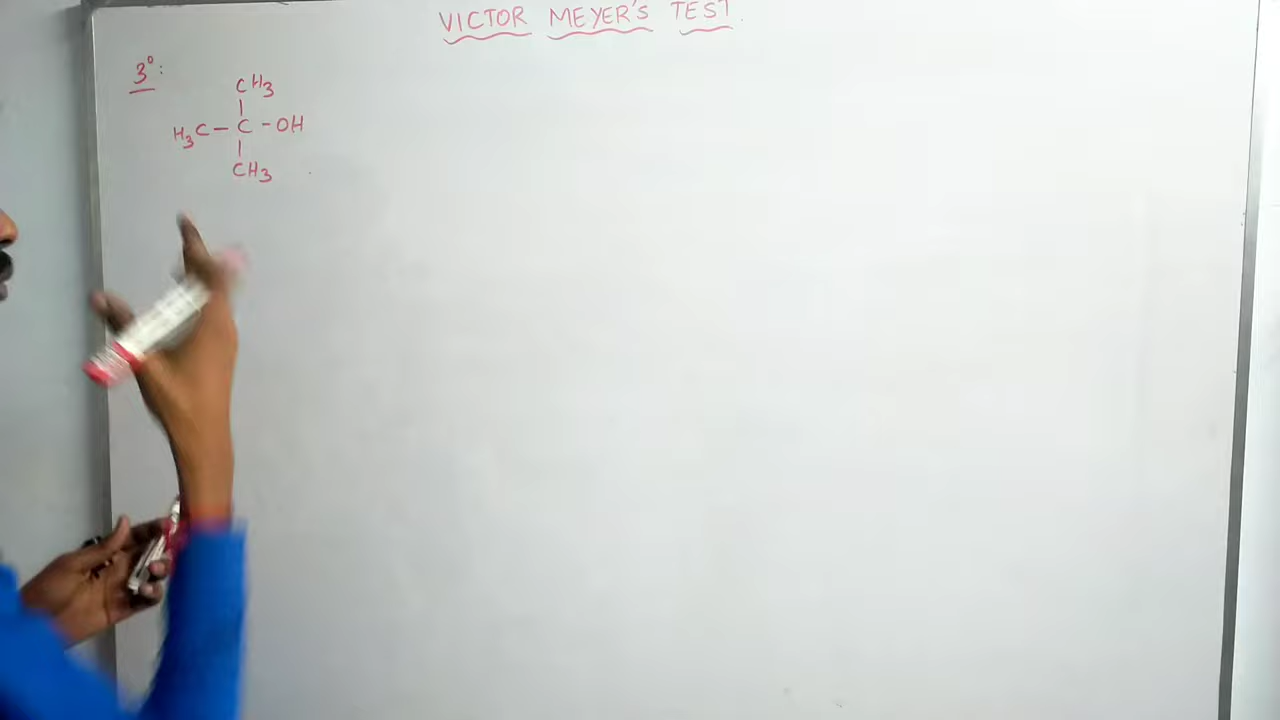 VICTOR MEYER'S TEST.
3°:
CH3
H3C - C - OH
CH3